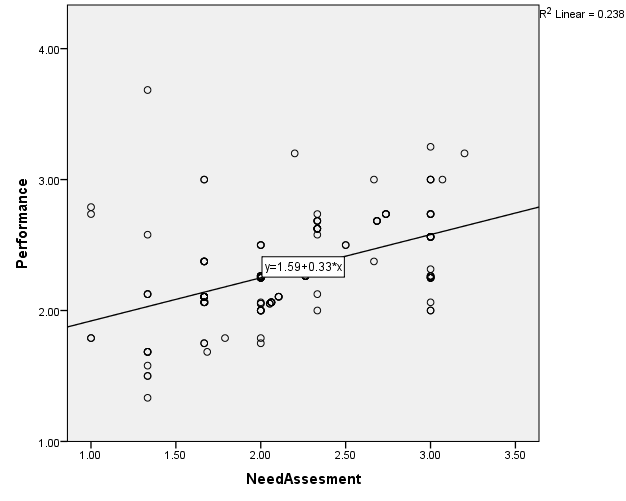 R² Linear = 0.238
4.00
3.00
2.00
1.00
Performance
y=1.59+0.33*x
1.00 1.50 2.00 2.50 3.00 3.50
NeedAssesment